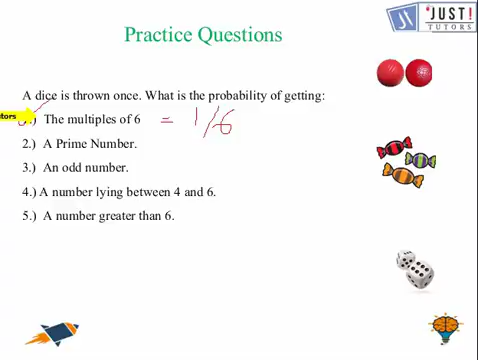 JT
JUST!
TUTORS
Practice Questions
A dice is thrown once. What is the probability of getting:
1.) The multiples of 6 = 1/6
2.) A Prime Number.
3.) An odd number.
4.) A number lying between 4 and 6.
5.) A number greater than 6.